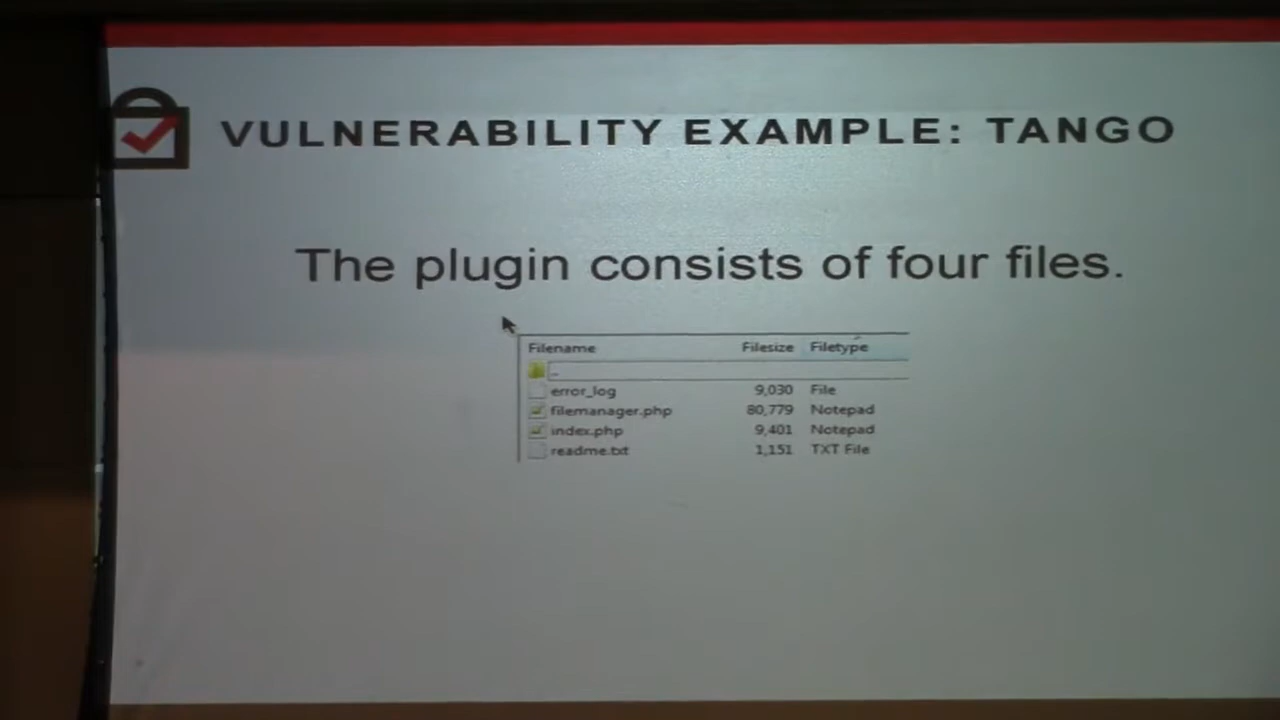 VULNERABILITY EXAMPLE: TANGO
The plugin consists of four files.
Filename Filesize Filetype
..
error_log 9,030 File
filemanager.php 80,779 Notepad
index.php 9,401 Notepad
readme.txt 1,151 TXT File